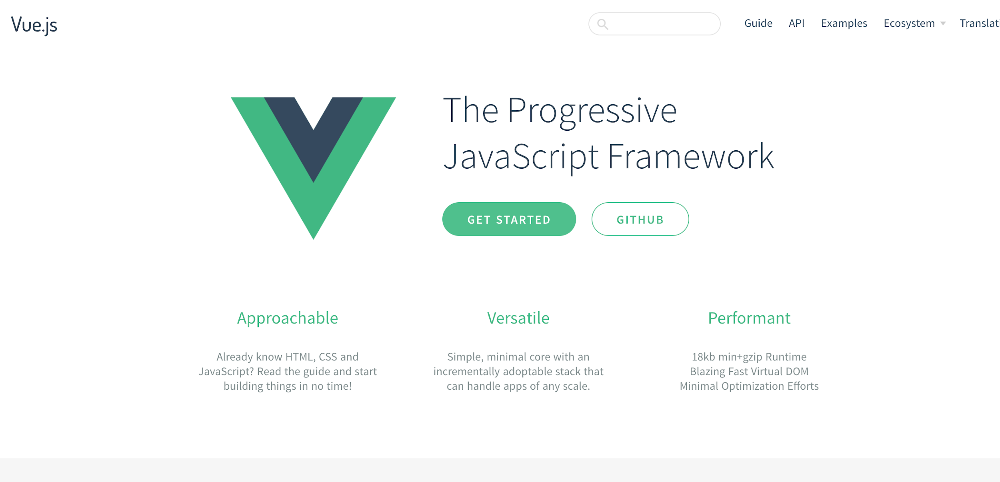 Vue.js
Guide API Examples Ecosystem Translati
The Progressive
JavaScript Framework
GET STARTED GITHUB
Approachable
Already know HTML, CSS and
JavaScript? Read the guide and start
building things in no time!
Versatile
Simple, minimal core with an
incrementally adoptable stack that
can handle apps of any scale.
Performant
18kb min+gzip Runtime
Blazing Fast Virtual DOM
Minimal Optimization Efforts